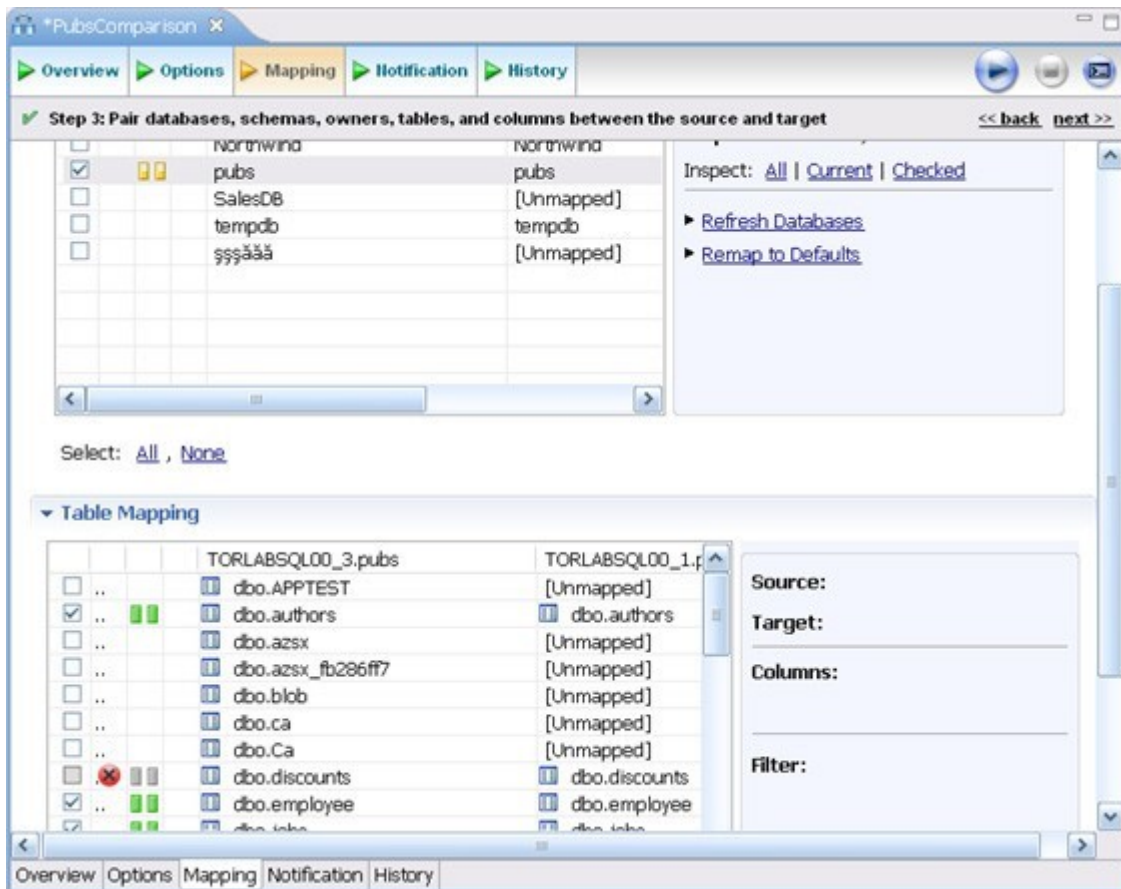 *PubsComparison
Overview Options Mapping Notification History
Step 3: Pair databases, schemas, owners, tables, and columns between the source and target << back next >>
Northwind Northwind
pubs pubs
SalesDB [Unmapped]
tempdb tempdb
şşşăăă [Unmapped]
Inspect: All | Current | Checked
Refresh Databases
Remap to Defaults
Select: All , None
Table Mapping
TORLABSQL00_3.pubs TORLABSQL00_1.p
.. dbo.APPTEST [Unmapped]
.. dbo.authors dbo.authors
.. dbo.azsx [Unmapped]
.. dbo.azsx_fb286ff7 [Unmapped]
.. dbo.blob [Unmapped]
.. dbo.ca [Unmapped]
.. dbo.Ca [Unmapped]
dbo.discounts dbo.discounts
.. dbo.employee dbo.employee
dbo.jobs dbo.jobs
Source:
Target:
Columns:
Filter:
Overview Options Mapping Notification History